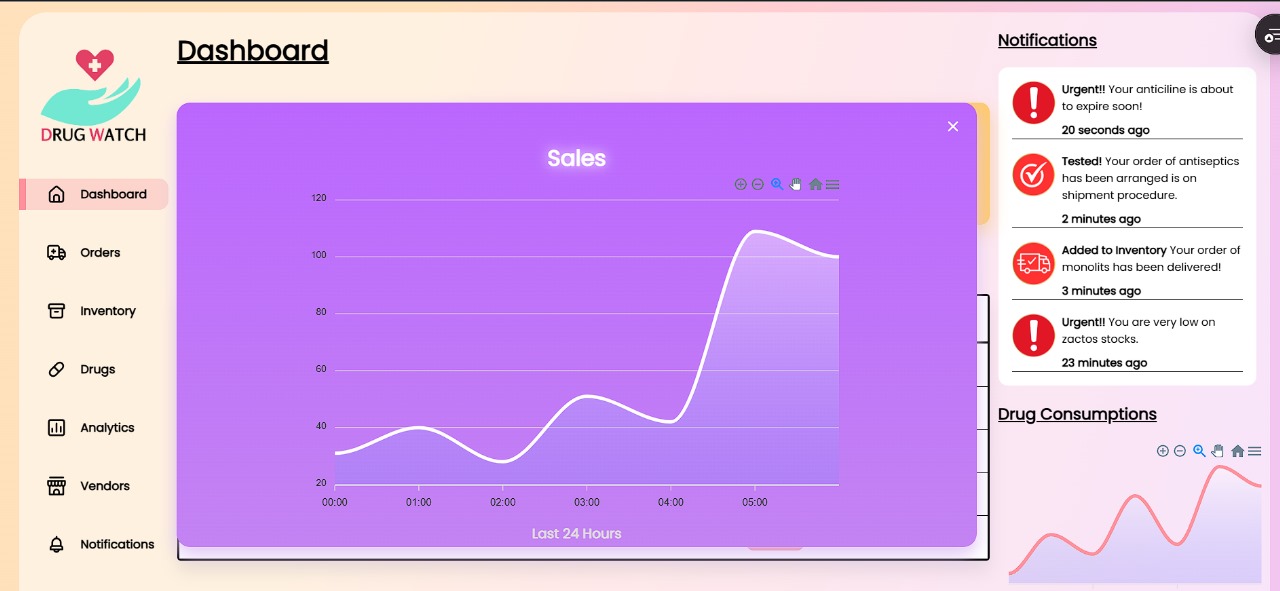 DRUG WATCH
Dashboard
Orders
Inventory
Drugs
Analytics
Vendors
Notifications
Dashboard
Sales
120
100
80
60
40
20
00:00 01:00 02:00 03:00 04:00 05:00
Last 24 Hours
Notifications
Urgent!! Your anticiline is about
to expire soon!
20 seconds ago
Tested! Your order of antiseptics
has been arranged is on
shipment procedure.
2 minutes ago
Added to Inventory Your order of
monolits has been delivered!
3 minutes ago
Urgent!! You are very low on
zactos stocks.
23 minutes ago
Drug Consumptions